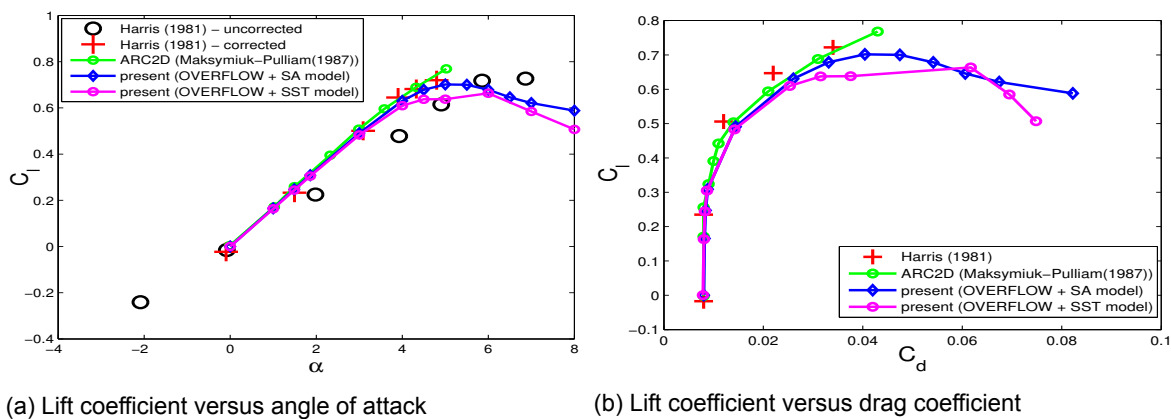 1
0.8
0.6
0.4
0.2
0
−0.2
−0.4
−4
−2
0
2
4
6
8
C_l
α
Harris (1981) − uncorrected
Harris (1981) − corrected
ARC2D (Maksymiuk−Pulliam(1987))
present (OVERFLOW + SA model)
present (OVERFLOW + SST model)
(a) Lift coefficient versus angle of attack
0.8
0.7
0.6
0.5
0.4
0.3
0.2
0.1
0
−0.1
0
0.02
0.04
0.06
0.08
0.1
C_l
C_d
Harris (1981)
ARC2D (Maksymiuk−Pulliam(1987))
present (OVERFLOW + SA model)
present (OVERFLOW + SST model)
(b) Lift coefficient versus drag coefficient